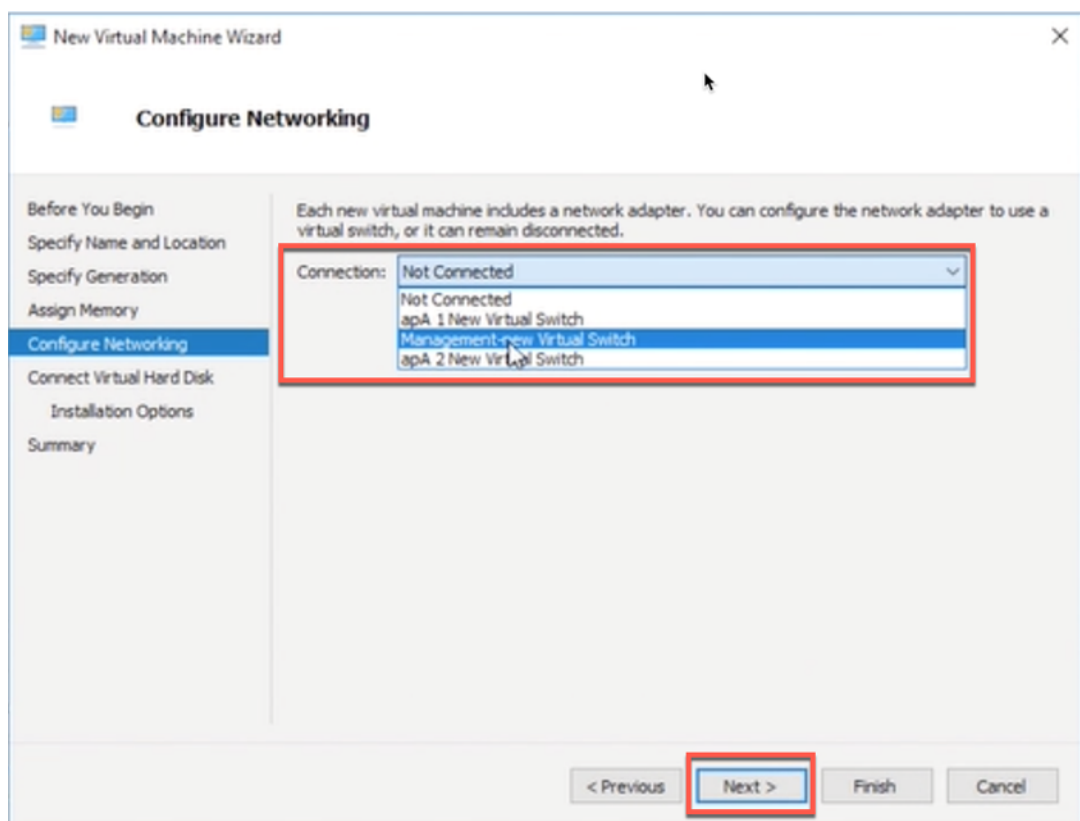 New Virtual Machine Wizard
Configure Networking
Before You Begin
Specify Name and Location
Specify Generation
Assign Memory
Configure Networking
Connect Virtual Hard Disk
Installation Options
Summary
Each new virtual machine includes a network adapter. You can configure the network adapter to use a
virtual switch, or it can remain disconnected.
Connection: Not Connected
Not Connected
apA 1 New Virtual Switch
Management-new Virtual Switch
apA 2 New Virtual Switch
< Previous Next > Finish Cancel